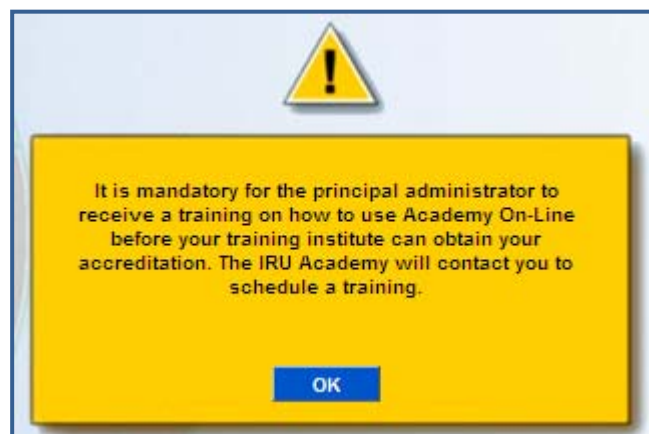 !
It is mandatory for the principal administrator to
receive a training on how to use Academy On-Line
before your training institute can obtain your
accreditation. The IRU Academy will contact you to
schedule a training.
OK